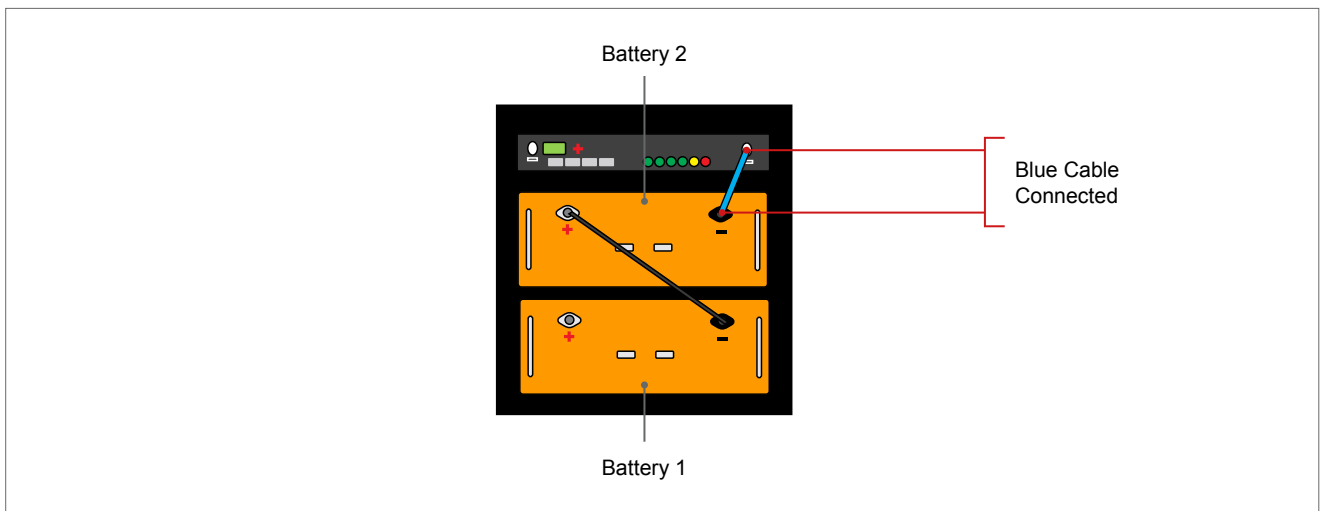 Battery 2
+
Blue Cable
Connected
+
-
+
-
Battery 1